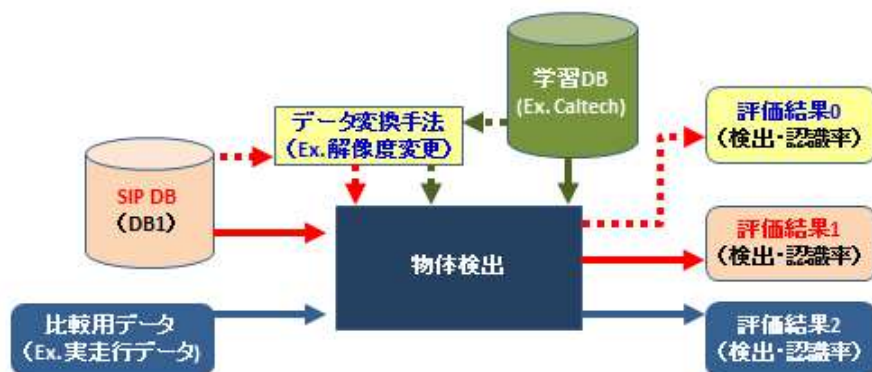 学習DB
(Ex. Caltech)
データ変換手法
(Ex.解像度変更)
評価結果0
(検出・認識率)
SIP DB
(DB1)
物体検出
評価結果1
(検出・認識率)
比較用データ
(Ex.実走行データ)
評価結果2
(検出・認識率)